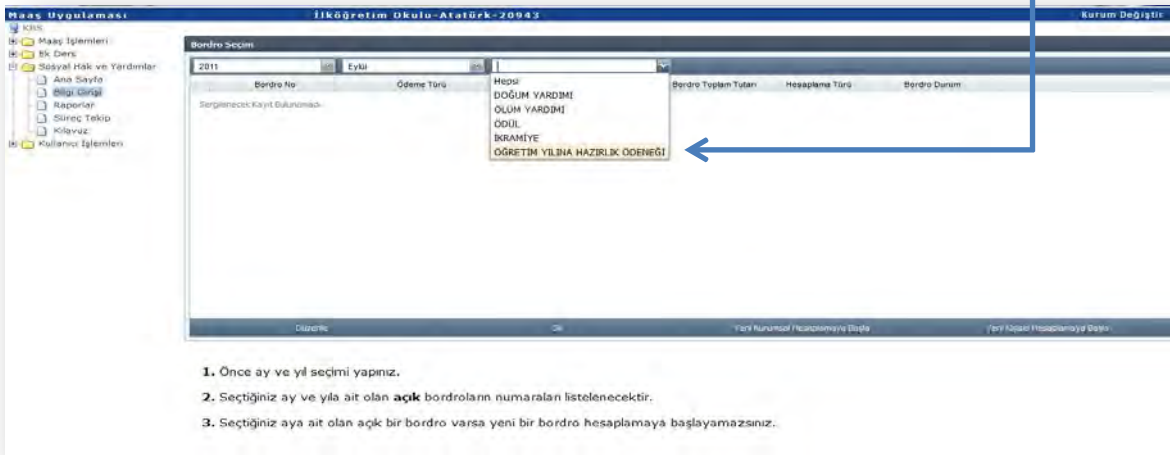 Maaş Uygulaması İlköğretim Okulu-Atatürk-20943 Kurum Değiştir
KBS
Maaş İşlemleri
Ek Ders
Sosyal Hak ve Yardımlar
Ana Sayfa
Bilgi Girişi
Raporlar
Süreç Takip
Kılavuz
Kullanıcı İşlemleri
Bordro Seçim
2011 Eylül
Bordro No Ödeme Türü Bordro Toplam Tutarı Hesaplama Türü Bordro Durum
Sergilenecek Kayıt Bulunamadı.
Hepsi
DOĞUM YARDIMI
ÖLÜM YARDIMI
ÖDÜL
İKRAMİYE
ÖĞRETİM YILINA HAZIRLIK ÖDENEĞİ
Düzenle Sil Yeni Kurumsal Hesaplamaya Başla Yeni Kişisel Hesaplamaya Başla
1. Önce ay ve yıl seçimi yapınız.
2. Seçtiğiniz ay ve yıla ait olan açık bordroların numaraları listelenecektir.
3. Seçtiğiniz aya ait olan açık bir bordro varsa yeni bir bordro hesaplamaya başlayamazsınız.